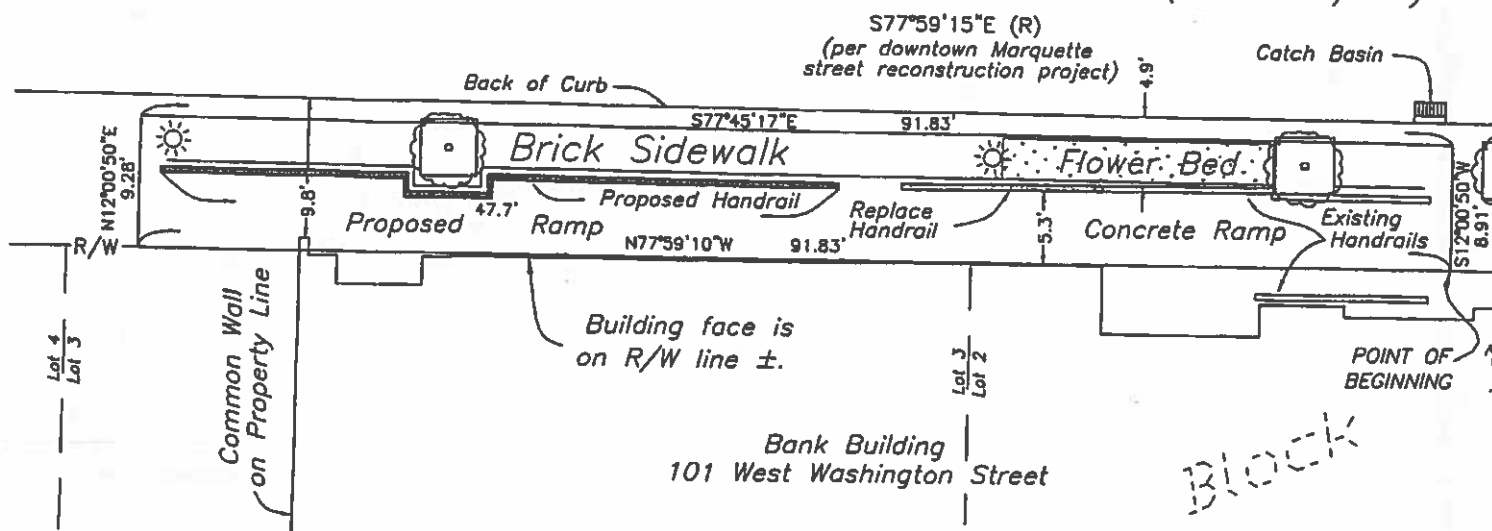 S77°59'15"E (R)
(per downtown Marquette
street reconstruction project)
4.9'
Catch Basin
Back of Curb
S77°45'17"E 91.83'
N12°00'50"E
9.28'
Brick Sidewalk
Flower Bed
S12°00'50"W
8.91'
9.8'
47.7'
Proposed Handrail
Proposed Ramp
Replace
Handrail
5.3'
Concrete Ramp
Existing
Handrails
R/W
N77°59'10"W 91.83'
Lot 4
Lot 3
Common Wall
on Property Line
Building face is
on R/W line ±.
Lot 3
Lot 2
POINT OF
BEGINNING
Bank Building
101 West Washington Street
Block